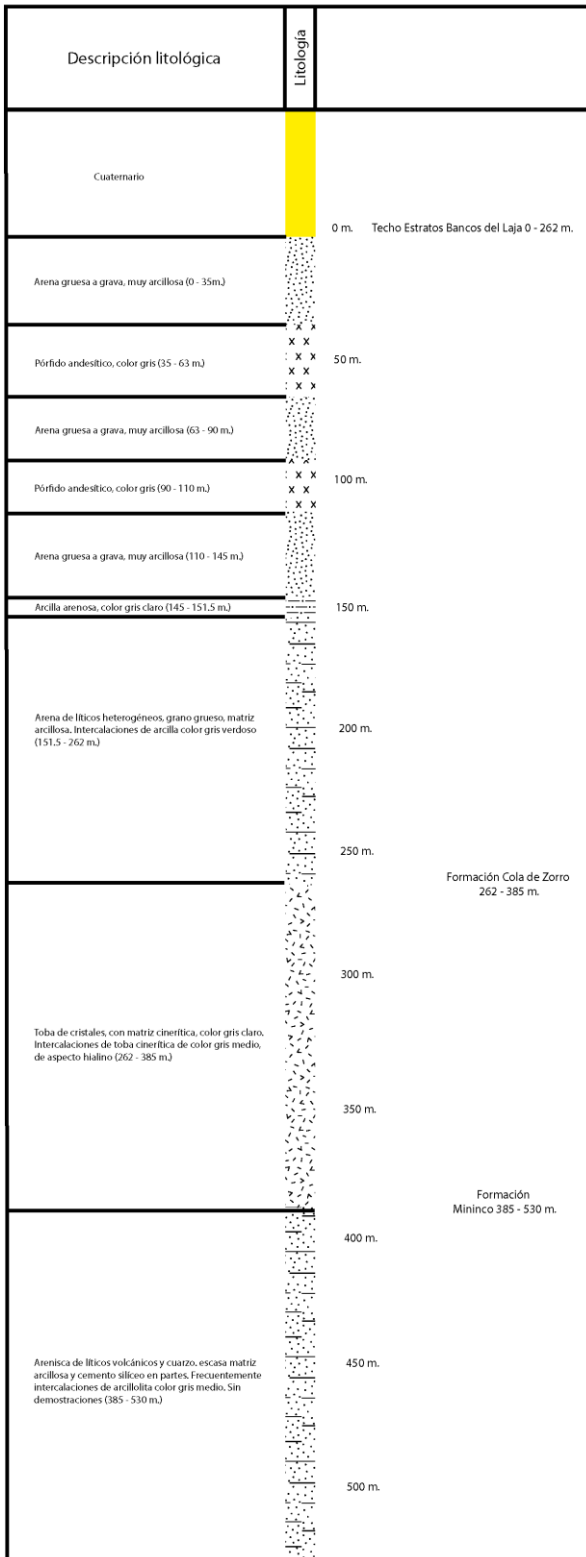 Descripción litológica
Litología
Cuaternario
0 m.
Techo Estratos Bancos del Laja 0 - 262 m.
Arena gruesa a grava, muy arcillosa (0 - 35m.)
Pórfido andesítico, color gris (35 - 63 m.)
50 m.
Arena gruesa a grava, muy arcillosa (63 - 90 m.)
Pórfido andesítico, color gris (90 - 110 m.)
100 m.
Arena gruesa a grava, muy arcillosa (110 - 145 m.)
Arcilla arenosa, color gris claro (145 - 151.5 m.)
150 m.
Arena de líticos heterogéneos, grano grueso, matriz
arcillosa. Intercalaciones de arcilla color gris verdoso
(151.5 - 262 m.)
200 m.
250 m.
Formación Cola de Zorro
262 - 385 m.
300 m.
Toba de cristales, con matriz cinerítica, color gris claro.
Intercalaciones de toba cinerítica de color gris medio,
de aspecto hialino (262 - 385 m.)
350 m.
Formación
Mininco 385 - 530 m.
400 m.
Arenisca de líticos volcánicos y cuarzo. escasa matriz
arcillosa y cemento silíceo en partes. Frecuentemente
intercalaciones de arcillolita color gris medio. Sin
demostraciones (385 - 530 m.)
450 m.
500 m.